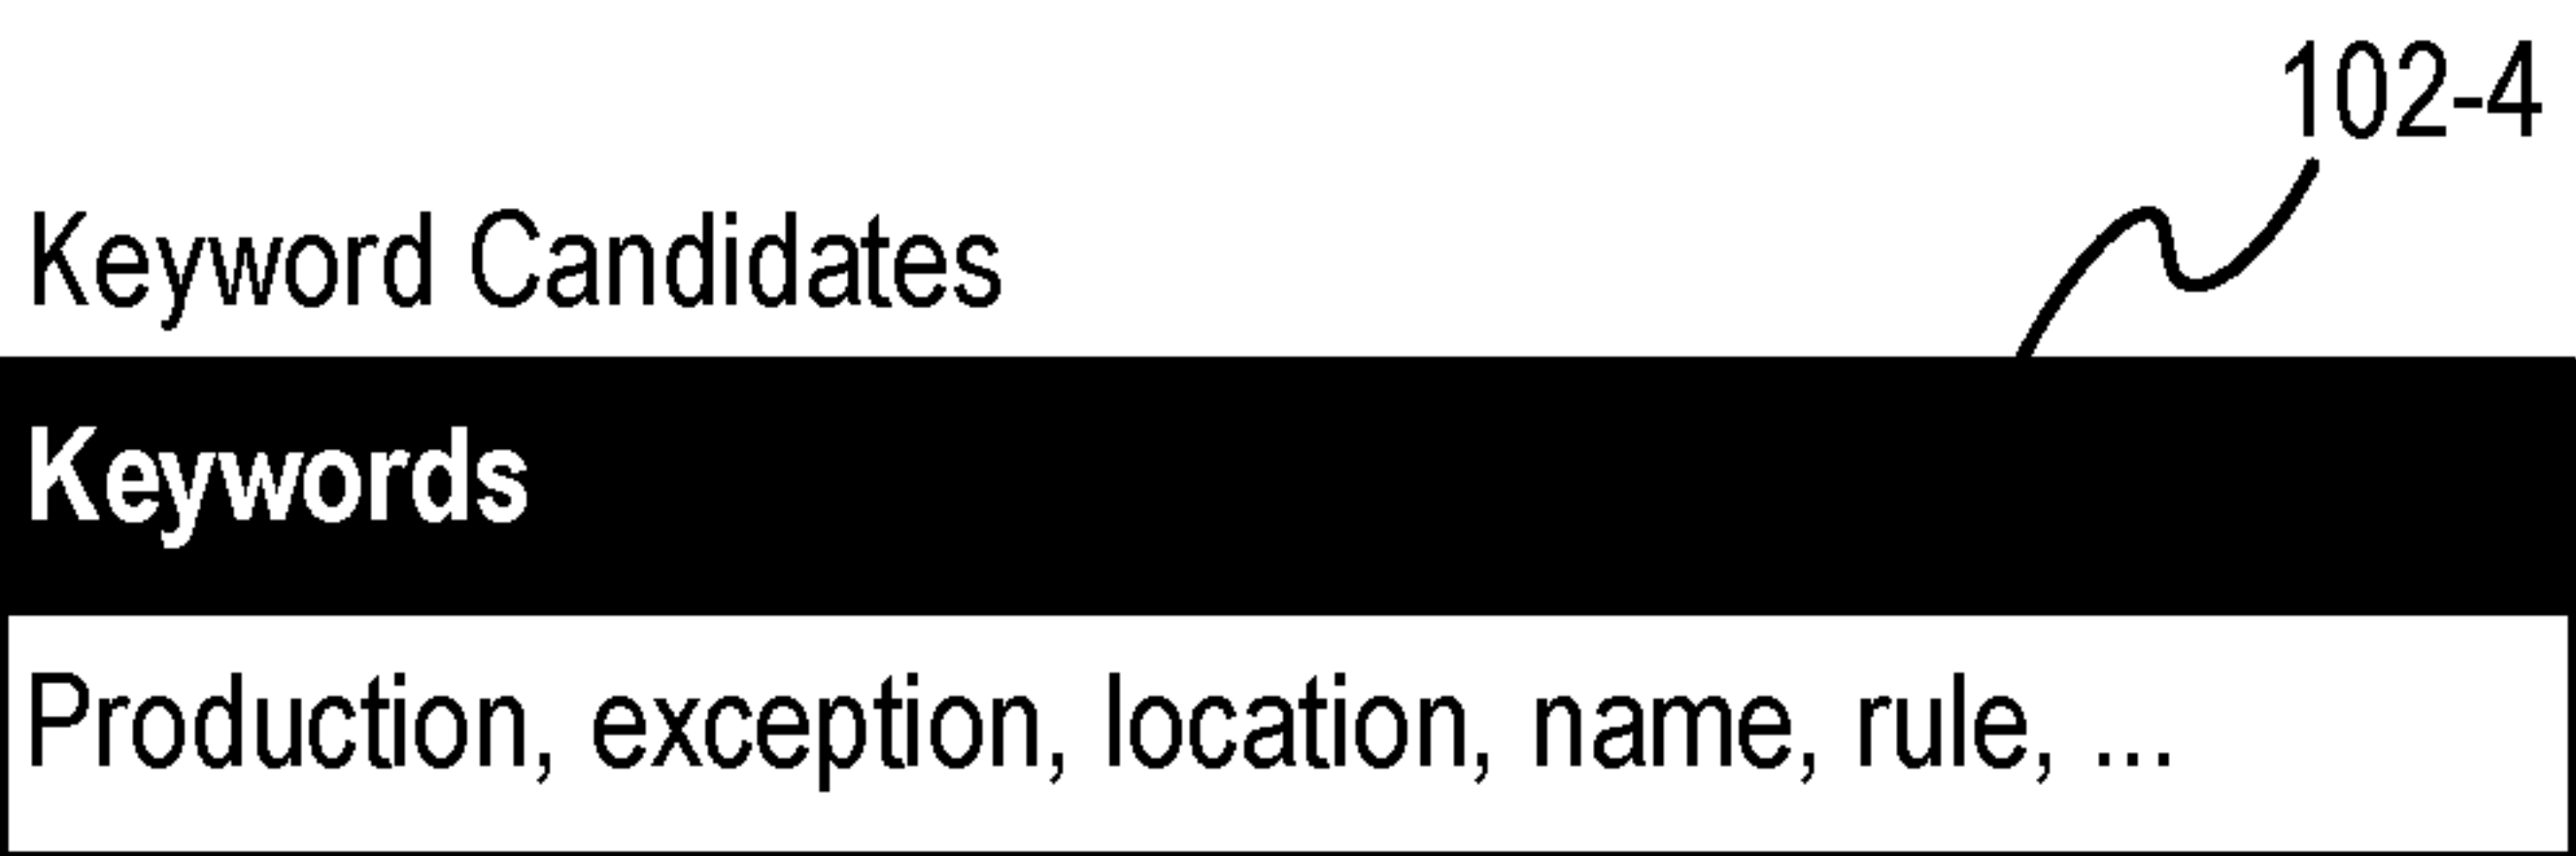 102-4
Keyword Candidates
Keywords
Production, exception, location, name, rule, ...